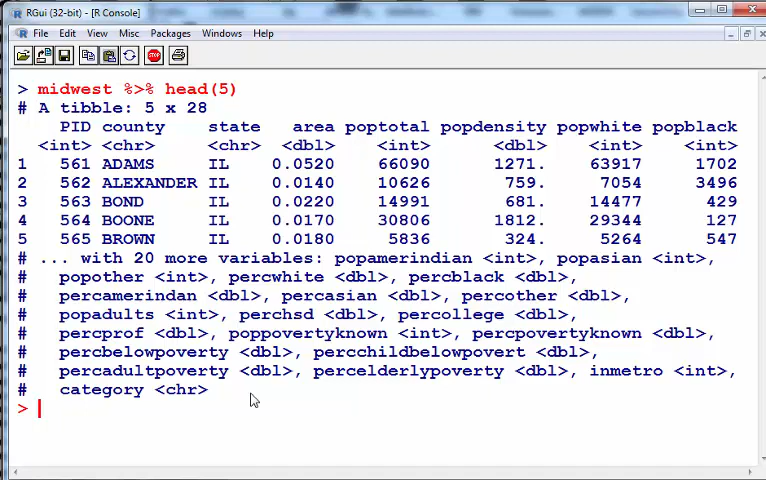 RGui (32-bit) - [R Console]
File Edit View Misc Packages Windows Help
> midwest %>% head(5)
# A tibble: 5 x 28
PID county state area poptotal popdensity popwhite popblack
<int> <chr> <chr> <dbl> <int> <dbl> <int> <int>
1 561 ADAMS IL 0.0520 66090 1271. 63917 1702
2 562 ALEXANDER IL 0.0140 10626 759. 7054 3496
3 563 BOND IL 0.0220 14991 681. 14477 429
4 564 BOONE IL 0.0170 30806 1812. 29344 127
5 565 BROWN IL 0.0180 5836 324. 5264 547
# ... with 20 more variables: popamerindian <int>, popasian <int>,
# popother <int>, percwhite <dbl>, percblack <dbl>,
# percamerindan <dbl>, percasian <dbl>, percother <dbl>,
# popadults <int>, perchsd <dbl>, percollege <dbl>,
# percprof <dbl>, poppovertyknown <int>, percpovertyknown <dbl>,
# percbelowpoverty <dbl>, percchildbelowpovert <dbl>,
# percadultpoverty <dbl>, percelderlypoverty <dbl>, inmetro <int>,
# category <chr>
>